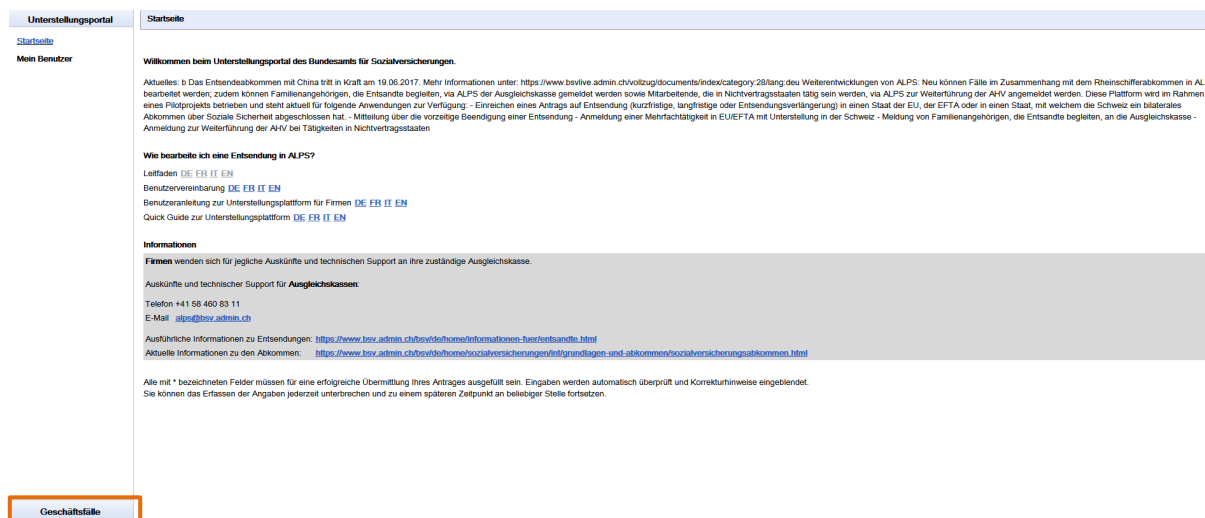 Unterstellungsportal
Startseite
Startseite
Mein Benutzer
Willkommen beim Unterstellungsportal des Bundesamts für Sozialversicherungen.
Aktuelles: b Das Entsendeabkommen mit China tritt in Kraft am 19.06.2017. Mehr Informationen unter: https://www.bsvlive.admin.ch/vollzug/documents/index/category:28/lang:deu Weiterentwicklungen von ALPS: Neu können Fälle im Zusammenhang mit dem Rheinschifferabkommen in AL
bearbeitet werden; zudem können Familienangehörigen, die Entsandte begleiten, via ALPS der Ausgleichskasse gemeldet werden sowie Mitarbeitende, die in Nichtvertragsstaaten tätig sein werden, via ALPS zur Weiterführung der AHV angemeldet werden. Diese Plattform wird im Rahmen
eines Pilotprojekts betrieben und steht aktuell für folgende Anwendungen zur Verfügung: - Einreichen eines Antrags auf Entsendung (kurzfristige, langfristige oder Entsendungsverlängerung) in einen Staat der EU, der EFTA oder in einen Staat, mit welchem die Schweiz ein bilaterales
Abkommen über Soziale Sicherheit abgeschlossen hat. - Mitteilung über die vorzeitige Beendigung einer Entsendung - Anmeldung einer Mehrfachtätigkeit in EU/EFTA mit Unterstellung in der Schweiz - Meldung von Familienangehörigen, die Entsandte begleiten, an die Ausgleichskasse -
Anmeldung zur Weiterführung der AHV bei Tätigkeiten in Nichtvertragsstaaten
Wie bearbeite ich eine Entsendung in ALPS?
Leitfaden DE FR IT EN
Benutzervereinbarung DE FR IT EN
Benutzeranleitung zur Unterstellungsplattform für Firmen DE FR IT EN
Quick Guide zur Unterstellungsplattform DE FR IT EN
Informationen
Firmen wenden sich für jegliche Auskünfte und technischen Support an ihre zuständige Ausgleichskasse.
Auskünfte und technischer Support für Ausgleichskassen:
Telefon +41 58 460 83 11
E-Mail alps@bsv.admin.ch
Ausführliche Informationen zu Entsendungen: https://www.bsv.admin.ch/bsv/de/home/informationen-fuer/entsandte.html
Aktuelle Informationen zu den Abkommen: https://www.bsv.admin.ch/bsv/de/home/sozialversicherungen/int/grundlagen-und-abkommen/sozialversicherungsabkommen.html
Alle mit * bezeichneten Felder müssen für eine erfolgreiche Übermittlung Ihres Antrages ausgefüllt sein. Eingaben werden automatisch überprüft und Korrekturhinweise eingeblendet.
Sie können das Erfassen der Angaben jederzeit unterbrechen und zu einem späteren Zeitpunkt an beliebiger Stelle fortsetzen.
Geschäftsfälle